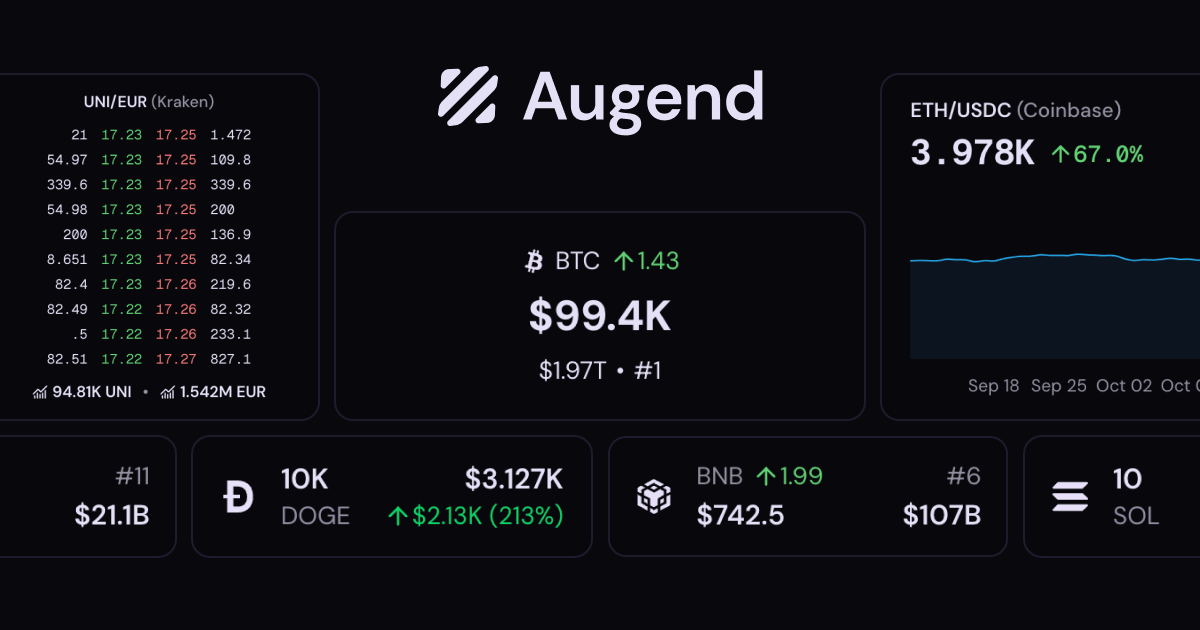 Augend
UNI/EUR (Kraken)
21 17.23 17.25 1.472
54.97 17.23 17.25 109.8
339.6 17.23 17.25 339.6
54.98 17.23 17.25 200
200 17.23 17.25 136.9
8.651 17.23 17.25 82.34
82.4 17.23 17.26 219.6
82.49 17.22 17.26 82.32
.5 17.22 17.26 233.1
82.51 17.22 17.27 827.1
94.81K UNI • 1.542M EUR
BTC ↑1.43
$99.4K
$1.97T • #1
ETH/USDC (Coinbase)
3.978K ↑67.0%
Sep 18 Sep 25 Oct 02 Oct
#11
$21.1B
10K $3.127K
DOGE ↑$2.13K (213%)
BNB ↑1.99 #6
$742.5 $107B
10
SOL